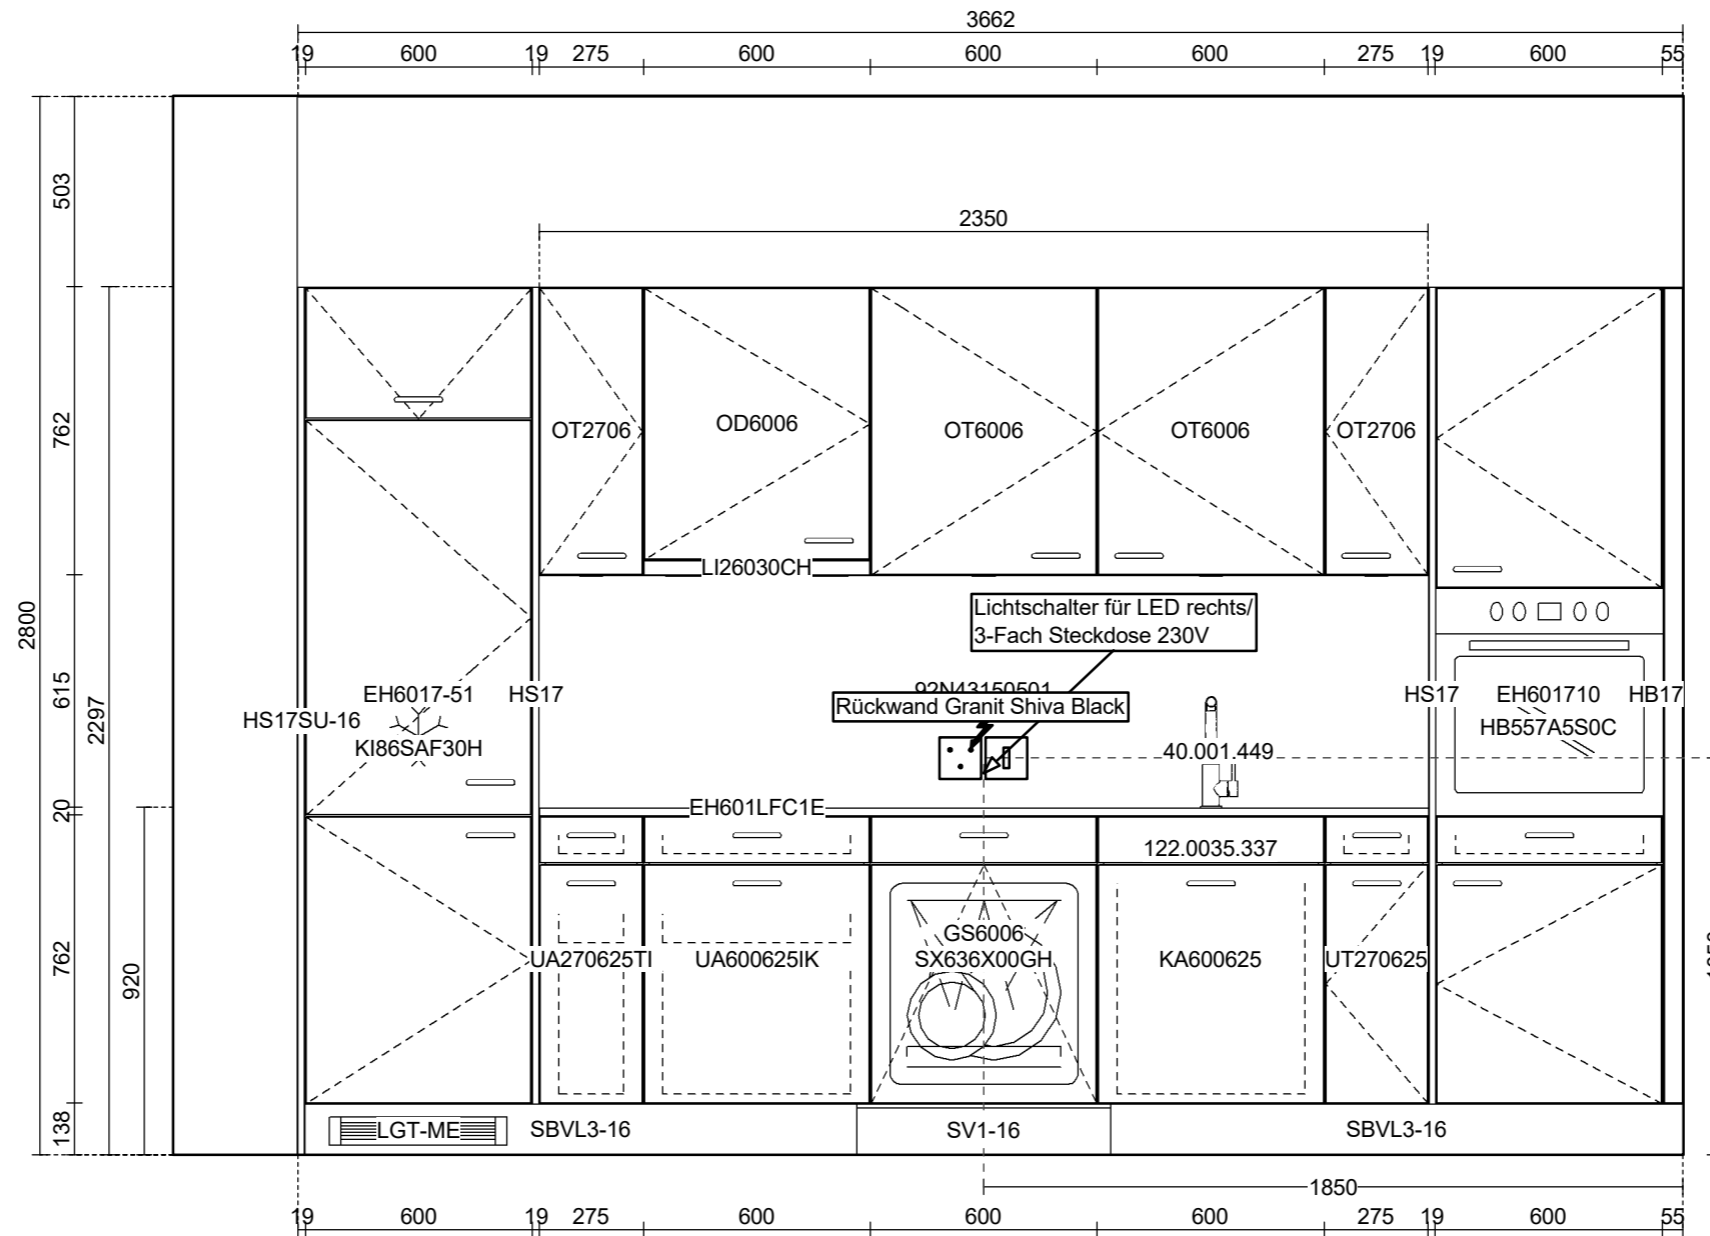 3662
19 600 19 275 600 600 600 275 19 600 55
503
2350
762
OT2706 OD6006 OT6006 OT6006 OT2706
LI26030CH
Lichtschalter für LED rechts/
3-Fach Steckdose 230V
2800
615
2297
EH6017-51 HS17 92N43150501 HS17 EH601710 HB17
HS17SU-16 Rückwand Granit Shiva Black HB557A5S0C
KI86SAF30H 40.001.449
20
EH601LFC1E
122.0035.337
GS6006
762
920
UA270625TI UA600625IK SX636X00GH KA600625 UT270625
138
LGT-ME SBVL3-16 SV1-16 SBVL3-16
1850
19 600 19 275 600 600 600 275 19 600 55